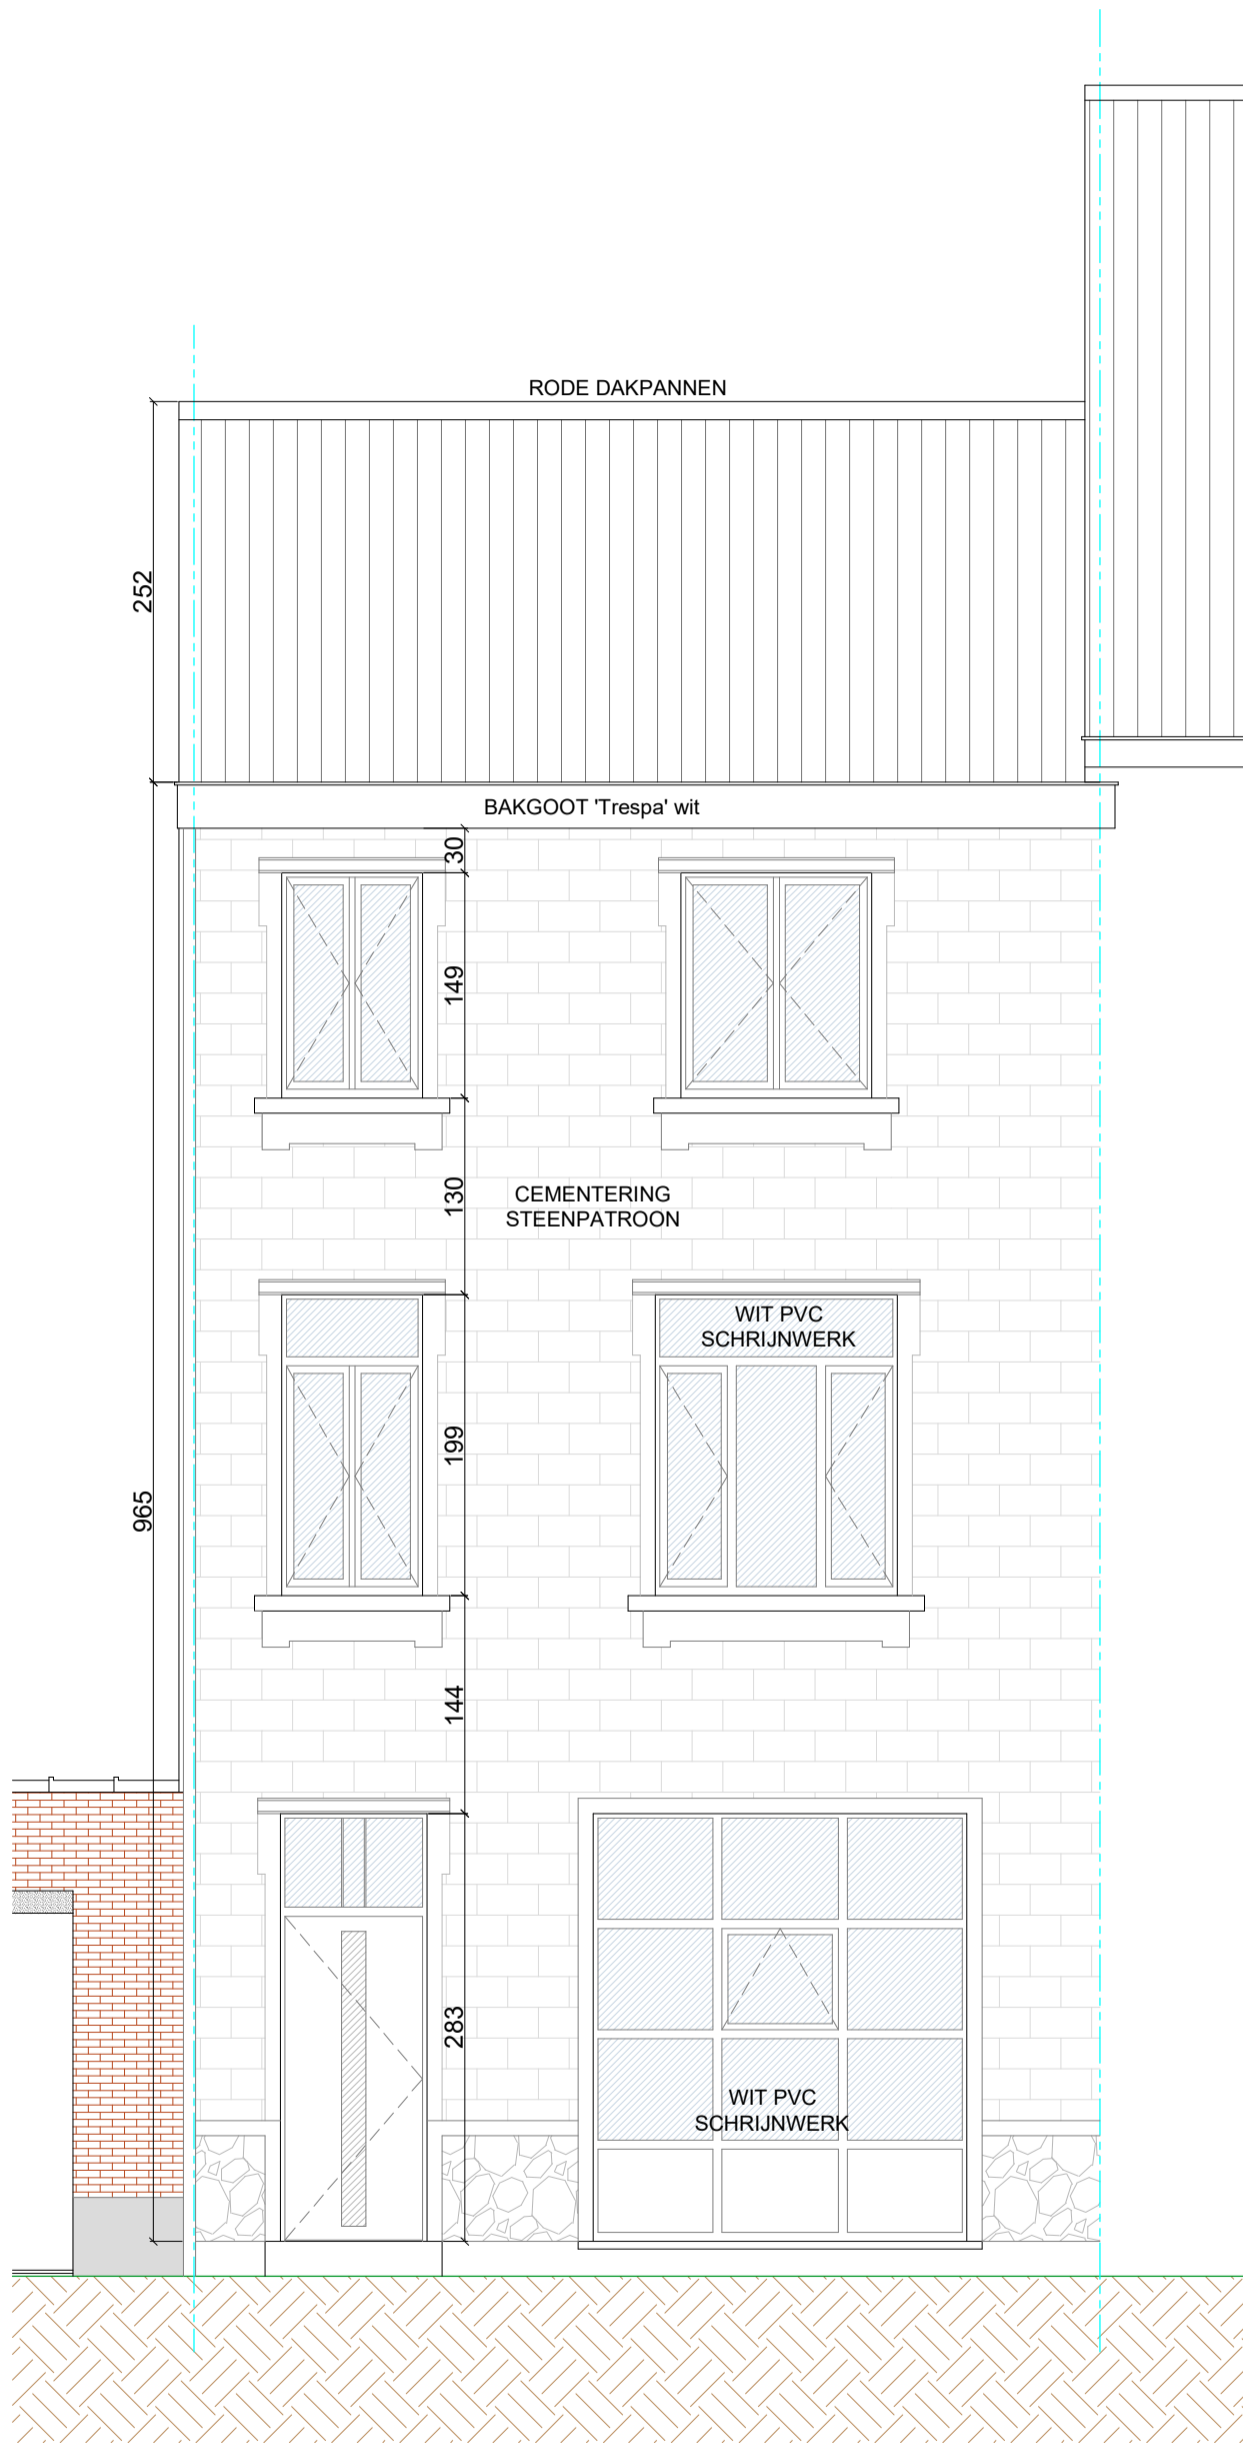 RODE DAKPANNEN
252
BAKGOOT 'Trespa' wit
30
149
130
CEMENTERING
STEENPATROON
WIT PVC
SCHRIJNWERK
199
965
144
283
WIT PVC
SCHRIJNWERK